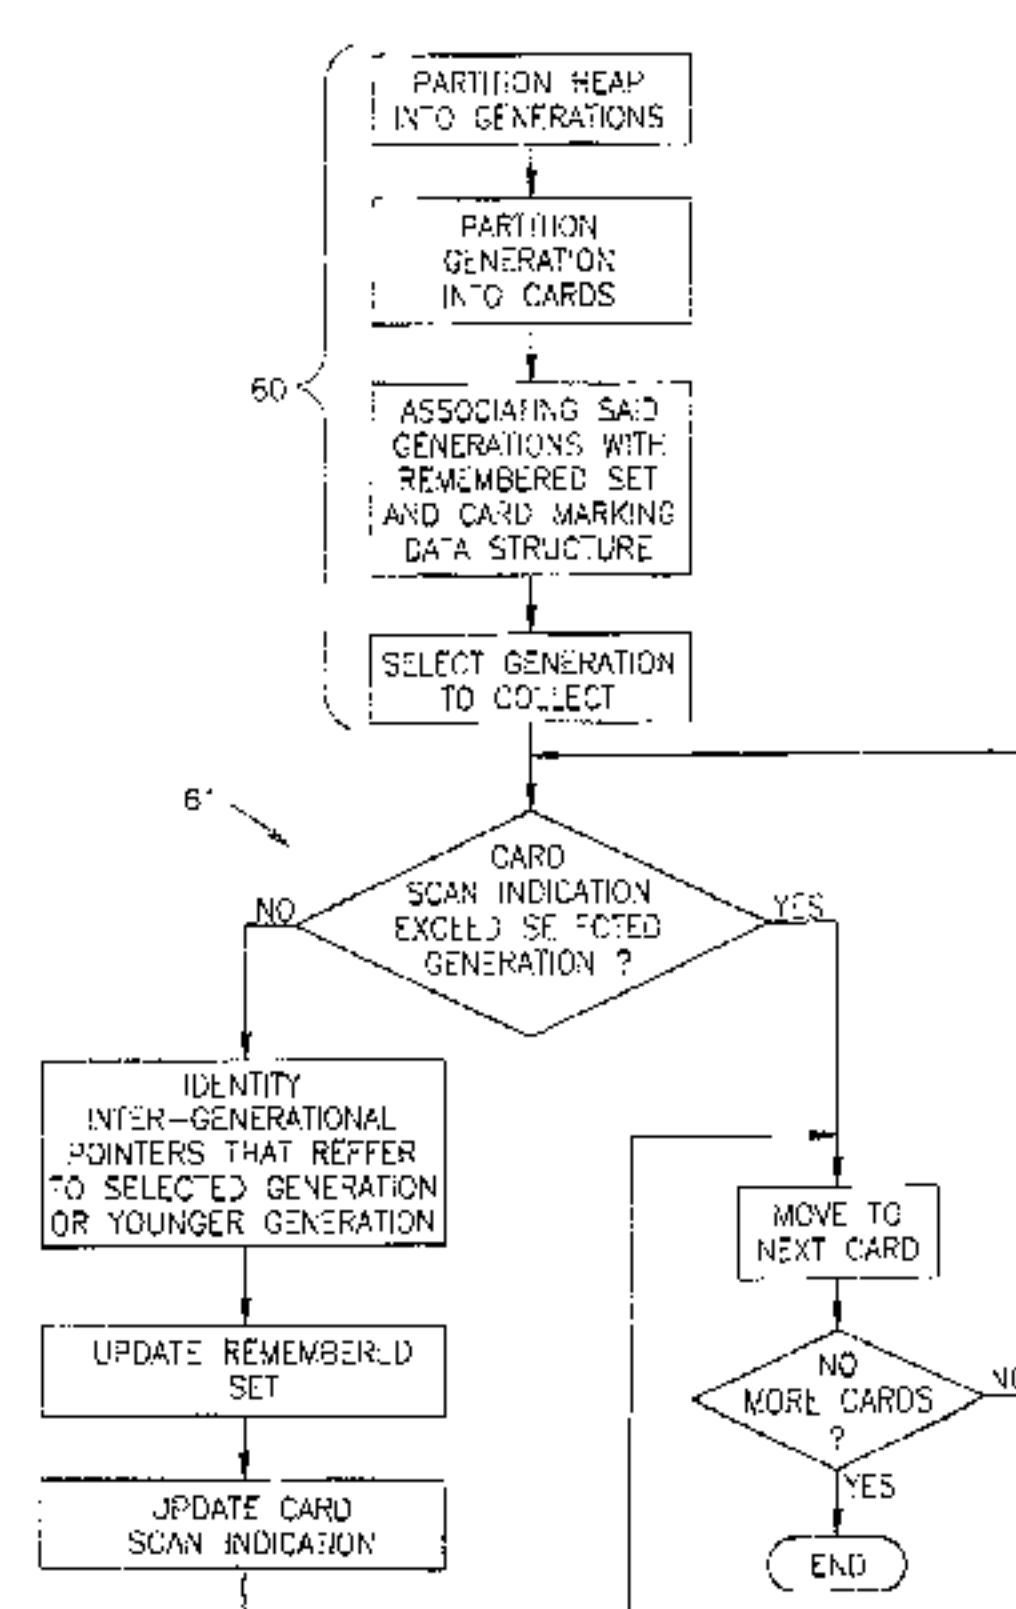 PARTITION HEAP
INTO GENERATIONS
PARTITION
GENERATION
INTO CARDS
60
ASSOCIATING SAID
GENERATIONS WITH
REMEMBERED SET
AND CARD MARKING
DATA STRUCTURE
SELECT GENERATION
TO COLLECT
61
CARD
SCAN INDICATION
EXCEED SELECTED
GENERATION ?
NO
YES
IDENTITY
INTER-GENERATIONAL
POINTERS THAT REFFER
TO SELECTED GENERATION
OR YOUNGER GENERATION
MOVE TO
NEXT CARD
UPDATE REMEMBERED
SET
NO
MORE CARDS
?
NO
YES
UPDATE CARD
SCAN INDICATION
END